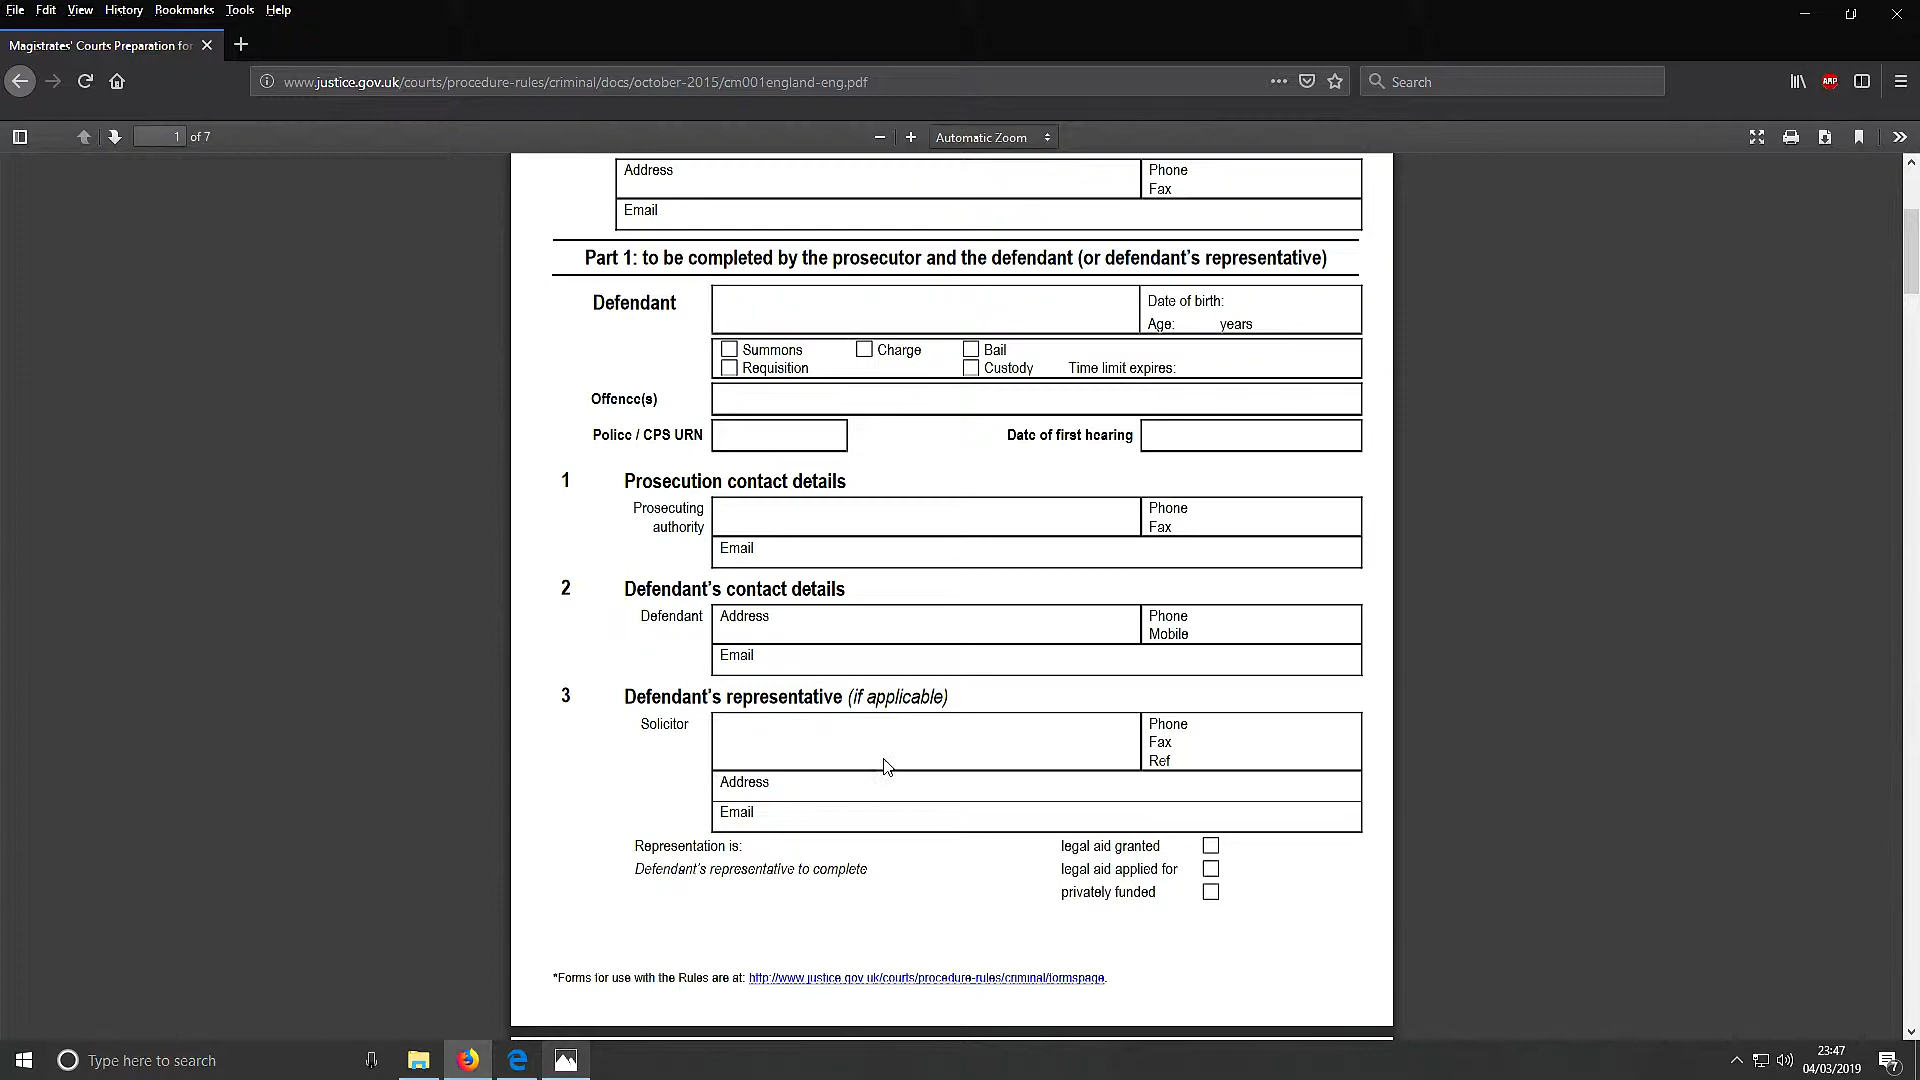 File Edit View History Bookmarks Tools Help
Magistrates' Courts Preparation for
www.justice.gov.uk/courts/procedure-rules/criminal/docs/october-2015/cm001england-eng.pdf
Search
ABP
1 of 7
Automatic Zoom
Address Phone
Fax
Email
Part 1: to be completed by the prosecutor and the defendant (or defendant's representative)
Defendant Date of birth:
Age: years
Summons Charge Bail
Requisition Custody Time limit expires:
Offence(s)
Police / CPS URN Date of first hearing
1 Prosecution contact details
Prosecuting Phone
authority Fax
Email
2 Defendant's contact details
Defendant Address Phone
Mobile
Email
3 Defendant's representative (if applicable)
Solicitor Phone
Fax
Ref
Address
Email
Representation is: legal aid granted
Defendant's representative to complete legal aid applied for
privately funded
*Forms for use with the Rules are at: http://www.justice.gov.uk/courts/procedure-rules/criminal/formspage.
Type here to search
23:47
04/03/2019
7